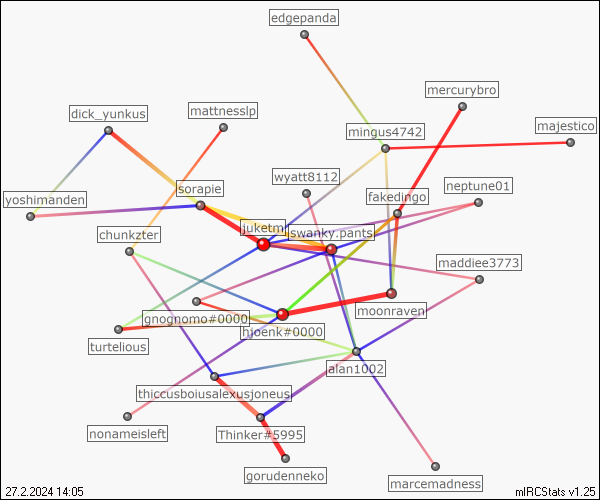 edgepanda
mercurybro
dick_yunkus
mattnesslp
mingus4742
majestico
wyatt8112
sorapie
neptune01
yoshimanden
fakedingo
juketm
swanky.pants
chunkzter
maddiee3773
moonraven
gnognomo#0000
hjoenk#0000
turtelious
alan1002
thiccusboiusalexusjoneus
nonameisleft
Thinker#5995
gorudenneko
marcemadness
27.2.2024 14:05
mIRCStats v1.25